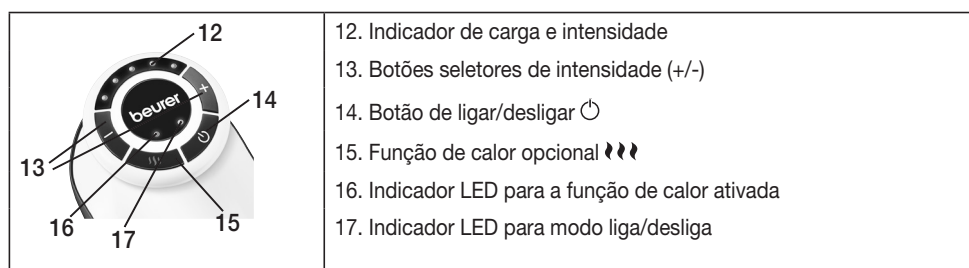 12
13
14
15
16
17
beurer
+
-
12. Indicador de carga e intensidade
13. Botões seletores de intensidade (+/-)
14. Botão de ligar/desligar
15. Função de calor opcional
16. Indicador LED para a função de calor ativada
17. Indicador LED para modo liga/desliga